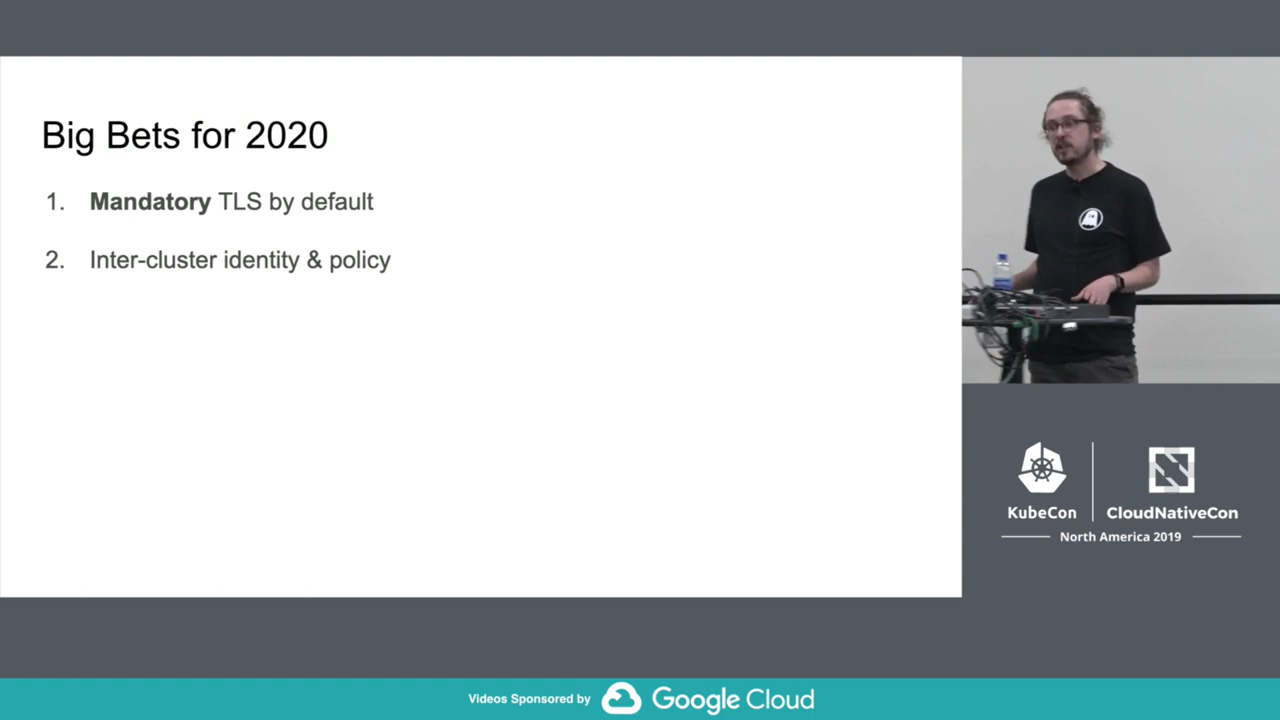 Big Bets for 2020
1. Mandatory TLS by default
2. Inter-cluster identity & policy
KubeCon
CloudNativeCon
North America 2019
Videos Sponsored by Google Cloud